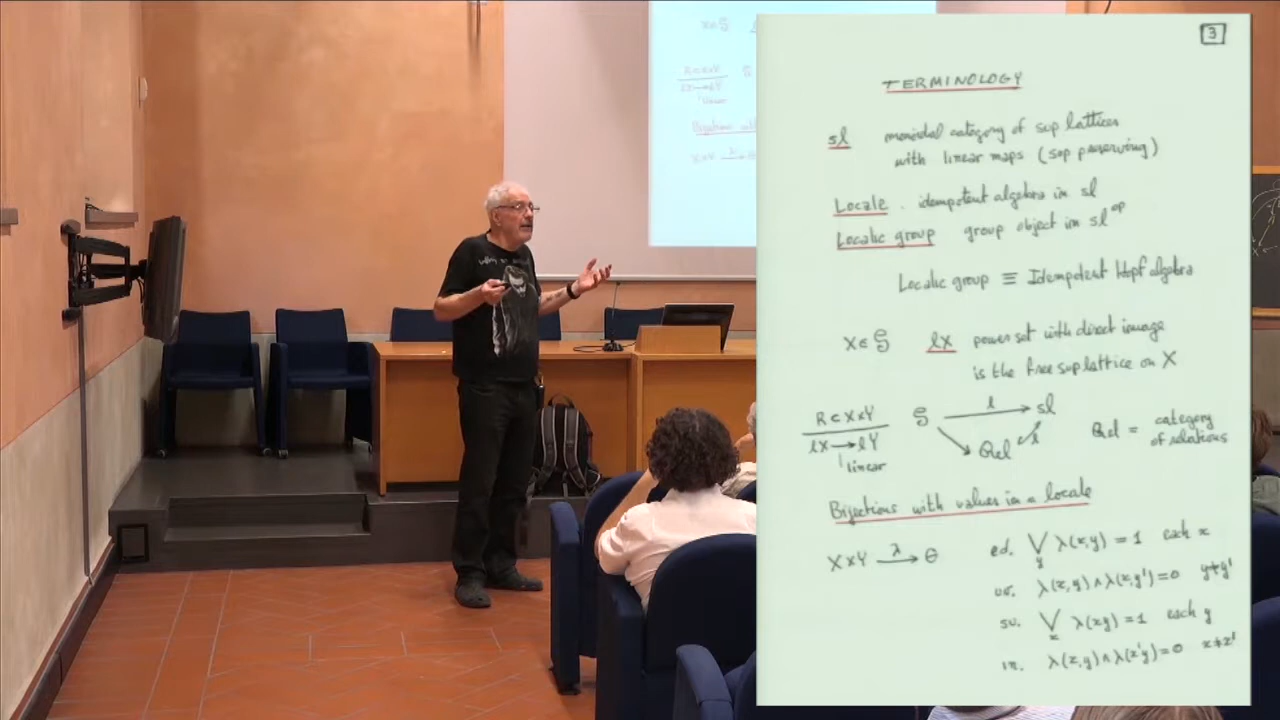 3
TERMINOLOGY
sl monoidal category of sup lattices
with linear maps (sup preserving)
Locale . idempotent algebra in sl
Localic group group object in sl^op
Localic group ≡ Idempotent Hopf algebra
X ∈ 𝒮 ℓX power set with direct image
is the free sup lattice on X
R ⊂ X×Y
ℓX → ℓY
linear
𝒮 ℓ sl
Rel ℓ
Rel = category
of relations
Bijections with values in a locale
X×Y λ→ Θ ed. ⋁_y λ(x,y) = 1 each x
uv. λ(x,y) ∧ λ(x,y') = 0 y≠y'
su. ⋁_x λ(xy) = 1 each y
in. λ(x,y) ∧ λ(x'y) = 0 x≠x'